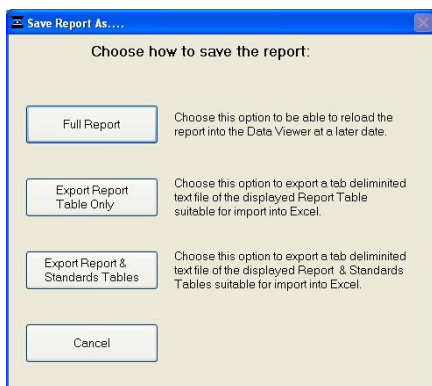 Save Report As....
Choose how to save the report:
Full Report
Choose this option to be able to reload the
report into the Data Viewer at a later date.
Export Report
Table Only
Choose this option to export a tab deliminited
text file of the displayed Report Table
suitable for import into Excel.
Export Report &
Standards Tables
Choose this option to export a tab deliminited
text file of the displayed Report & Standards
Tables suitable for import into Excel.
Cancel